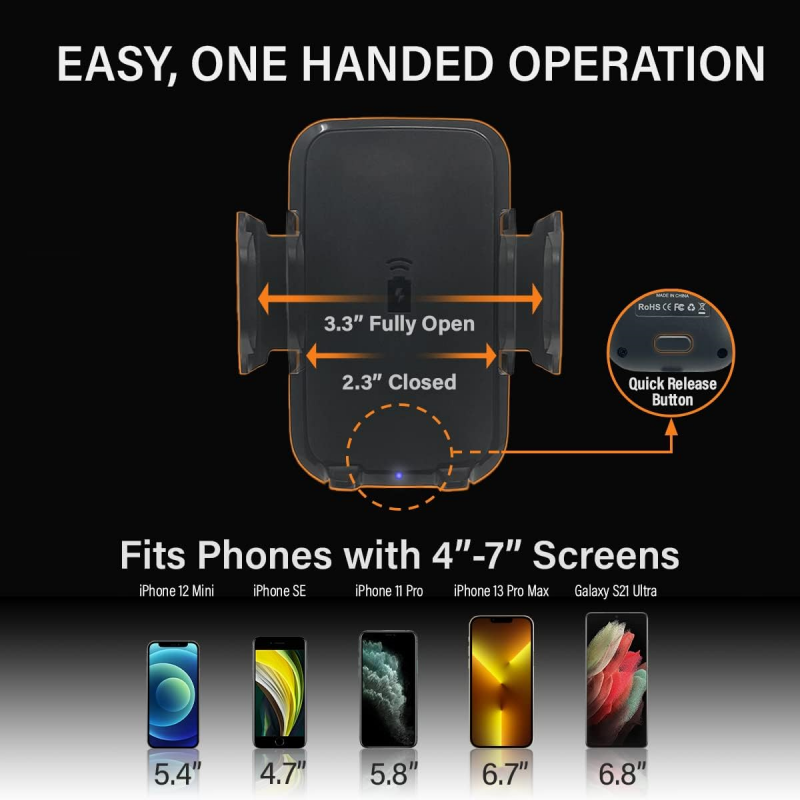 EASY, ONE HANDED OPERATION
3.3" Fully Open
2.3" Closed
MADE IN CHINA
RoHS CE FC
Quick Release
Button
Fits Phones with 4"-7" Screens
iPhone 12 Mini iPhone SE iPhone 11 Pro iPhone 13 Pro Max Galaxy S21 Ultra
5.4" 4.7" 5.8" 6.7" 6.8"